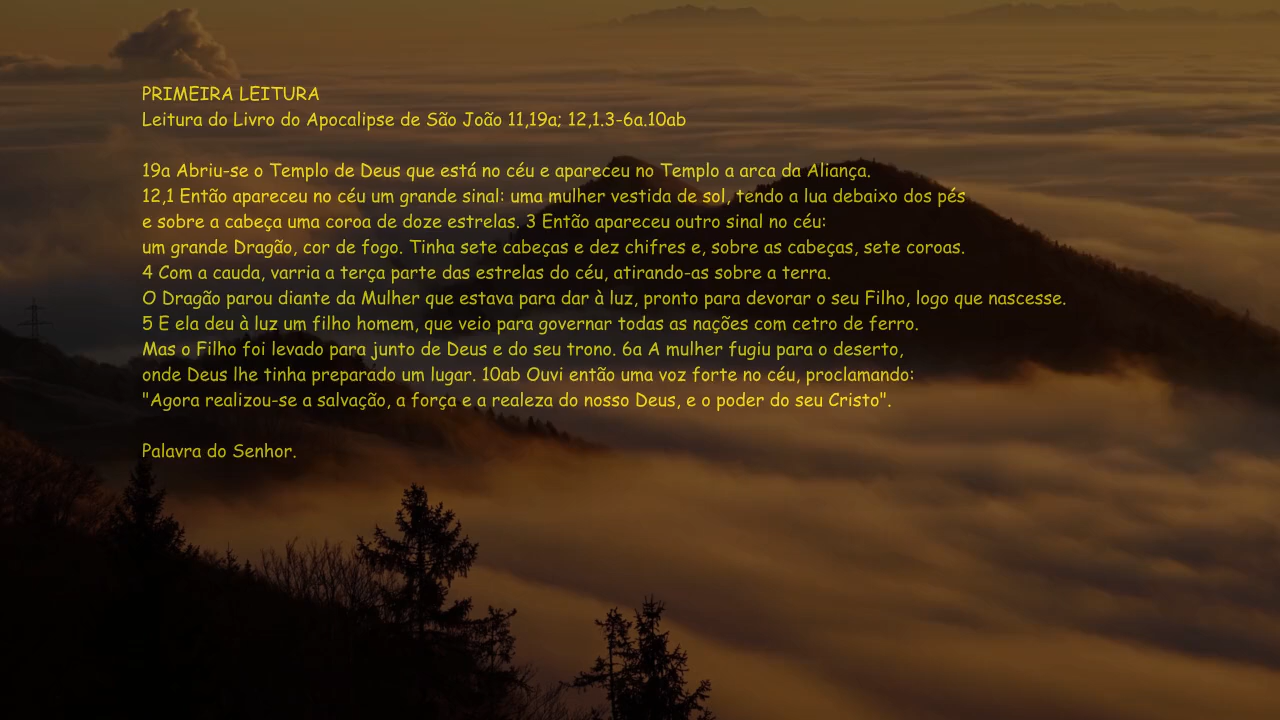 PRIMEIRA LEITURA
Leitura do Livro do Apocalipse de São João 11,19a; 12,1.3-6a.10ab
19a Abriu-se o Templo de Deus que está no céu e apareceu no Templo a arca da Aliança.
12,1 Então apareceu no céu um grande sinal: uma mulher vestida de sol, tendo a lua debaixo dos pés
e sobre a cabeça uma coroa de doze estrelas. 3 Então apareceu outro sinal no céu:
um grande Dragão, cor de fogo. Tinha sete cabeças e dez chifres e, sobre as cabeças, sete coroas.
4 Com a cauda, varria a terça parte das estrelas do céu, atirando-as sobre a terra.
O Dragão parou diante da Mulher que estava para dar à luz, pronto para devorar o seu Filho, logo que nascesse.
5 E ela deu à luz um filho homem, que veio para governar todas as nações com cetro de ferro.
Mas o Filho foi levado para junto de Deus e do seu trono. 6a A mulher fugiu para o deserto,
onde Deus lhe tinha preparado um lugar. 10ab Ouvi então uma voz forte no céu, proclamando:
"Agora realizou-se a salvação, a força e a realeza do nosso Deus, e o poder do seu Cristo".
Palavra do Senhor.